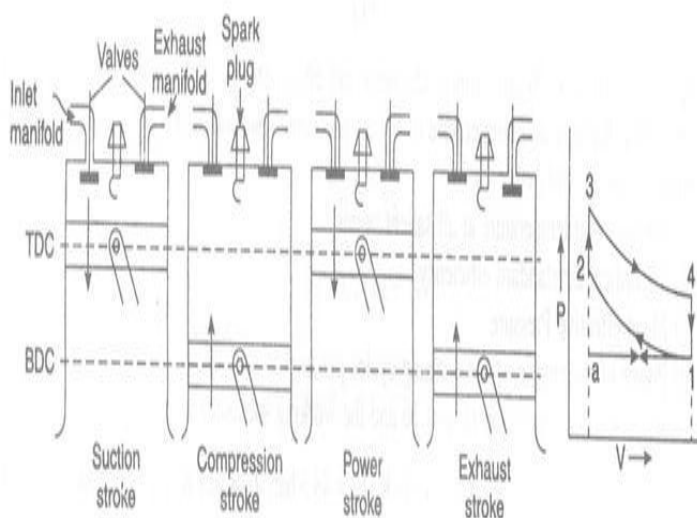 Valves
Exhaust
manifold
Spark
plug
Inlet
manifold
TDC
BDC
Suction
stroke
Compression
stroke
Power
stroke
Exhaust
stroke
3
2
4
P
a
1
V